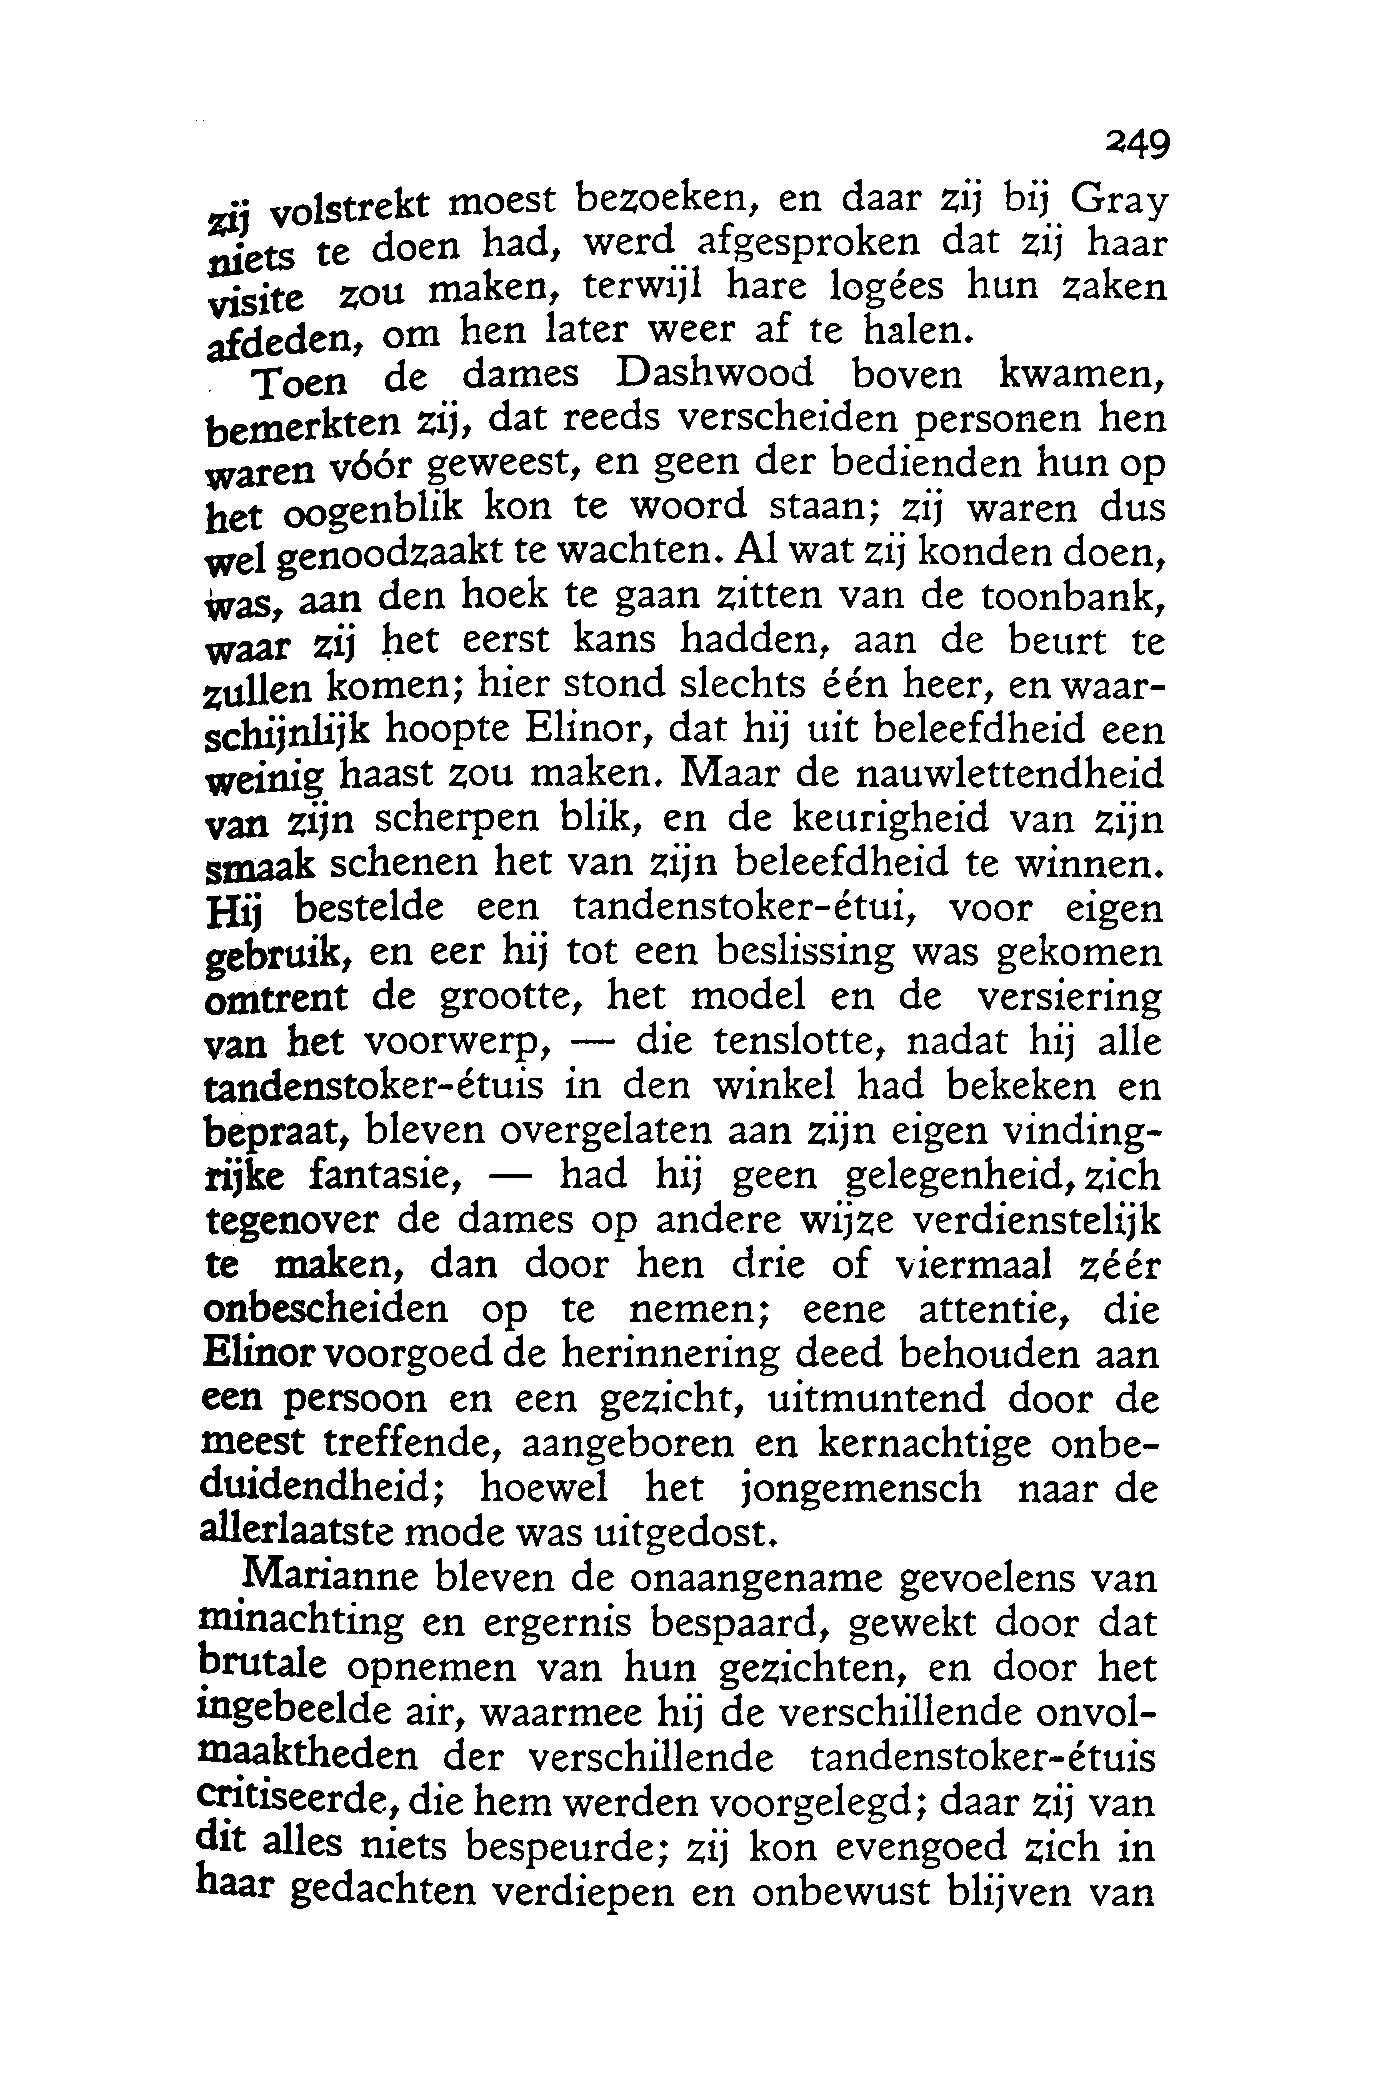 249
zij volstrekt moest bezoeken, en daar zij bij Gray
niets te doen had, werd afgesproken dat zij haar
visite zou maken, terwijl hare logées hun zaken
afdeden, om hen later weer af te halen.
Toen de dames Dashwood boven kwamen,
bemerkten zij, dat reeds verscheiden personen hen
waren vóór geweest, en geen der bedienden hun op
het oogenblik kon te woord staan; zij waren dus
wel genoodzaakt te wachten. Al wat zij konden doen,
was, aan den hoek te gaan zitten van de toonbank,
waar zij het eerst kans hadden, aan de beurt te
zullen komen; hier stond slechts één heer, en waar-
schijnlijk hoopte Elinor, dat hij uit beleefdheid een
weinig haast zou maken. Maar de nauwlettendheid
van zijn scherpen blik, en de keurigheid van zijn
smaak schenen het van zijn beleefdheid te winnen.
Hij bestelde een tandenstoker-étui, voor eigen
gebruik, en eer hij tot een beslissing was gekomen
omtrent de grootte, het model en de versiering
van het voorwerp, — die tenslotte, nadat hij alle
tandenstoker-étuis in den winkel had bekeken en
bepraat, bleven overgelaten aan zijn eigen vinding-
rijke fantasie, — had hij geen gelegenheid, zich
tegenover de dames op andere wijze verdienstelijk
te maken, dan door hen drie of viermaal zéér
onbescheiden op te nemen; eene attentie, die
Elinor voorgoed de herinnering deed behouden aan
een persoon en een gezicht, uitmuntend door de
meest treffende, aangeboren en kernachtige onbe-
duidendheid; hoewel het jongemensch naar de
allerlaatste mode was uitgedost.
Marianne bleven de onaangename gevoelens van
minachting en ergernis bespaard, gewekt door dat
brutale opnemen van hun gezichten, en door het
ingebeelde air, waarmee hij de verschillende onvol-
maaktheden der verschillende tandenstoker-étuis
critiseerde, die hem werden voorgelegd; daar zij van
dit alles niets bespeurde; zij kon evengoed zich in
haar gedachten verdiepen en onbewust blijven van